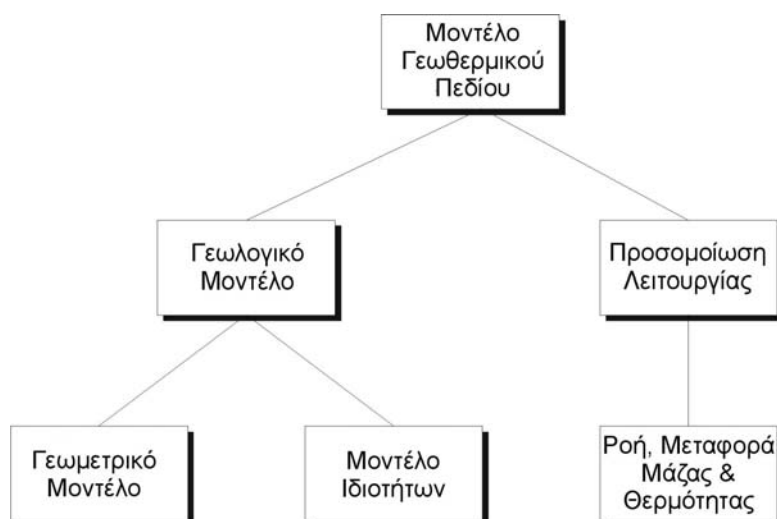 Μοντέλο
Γεωθερμικού
Πεδίου
Γεωλογικό
Μοντέλο
Προσομοίωση
Λειτουργίας
Γεωμετρικό
Μοντέλο
Μοντέλο
Ιδιοτήτων
Ροή, Μεταφορά
Μάζας &
Θερμότητας